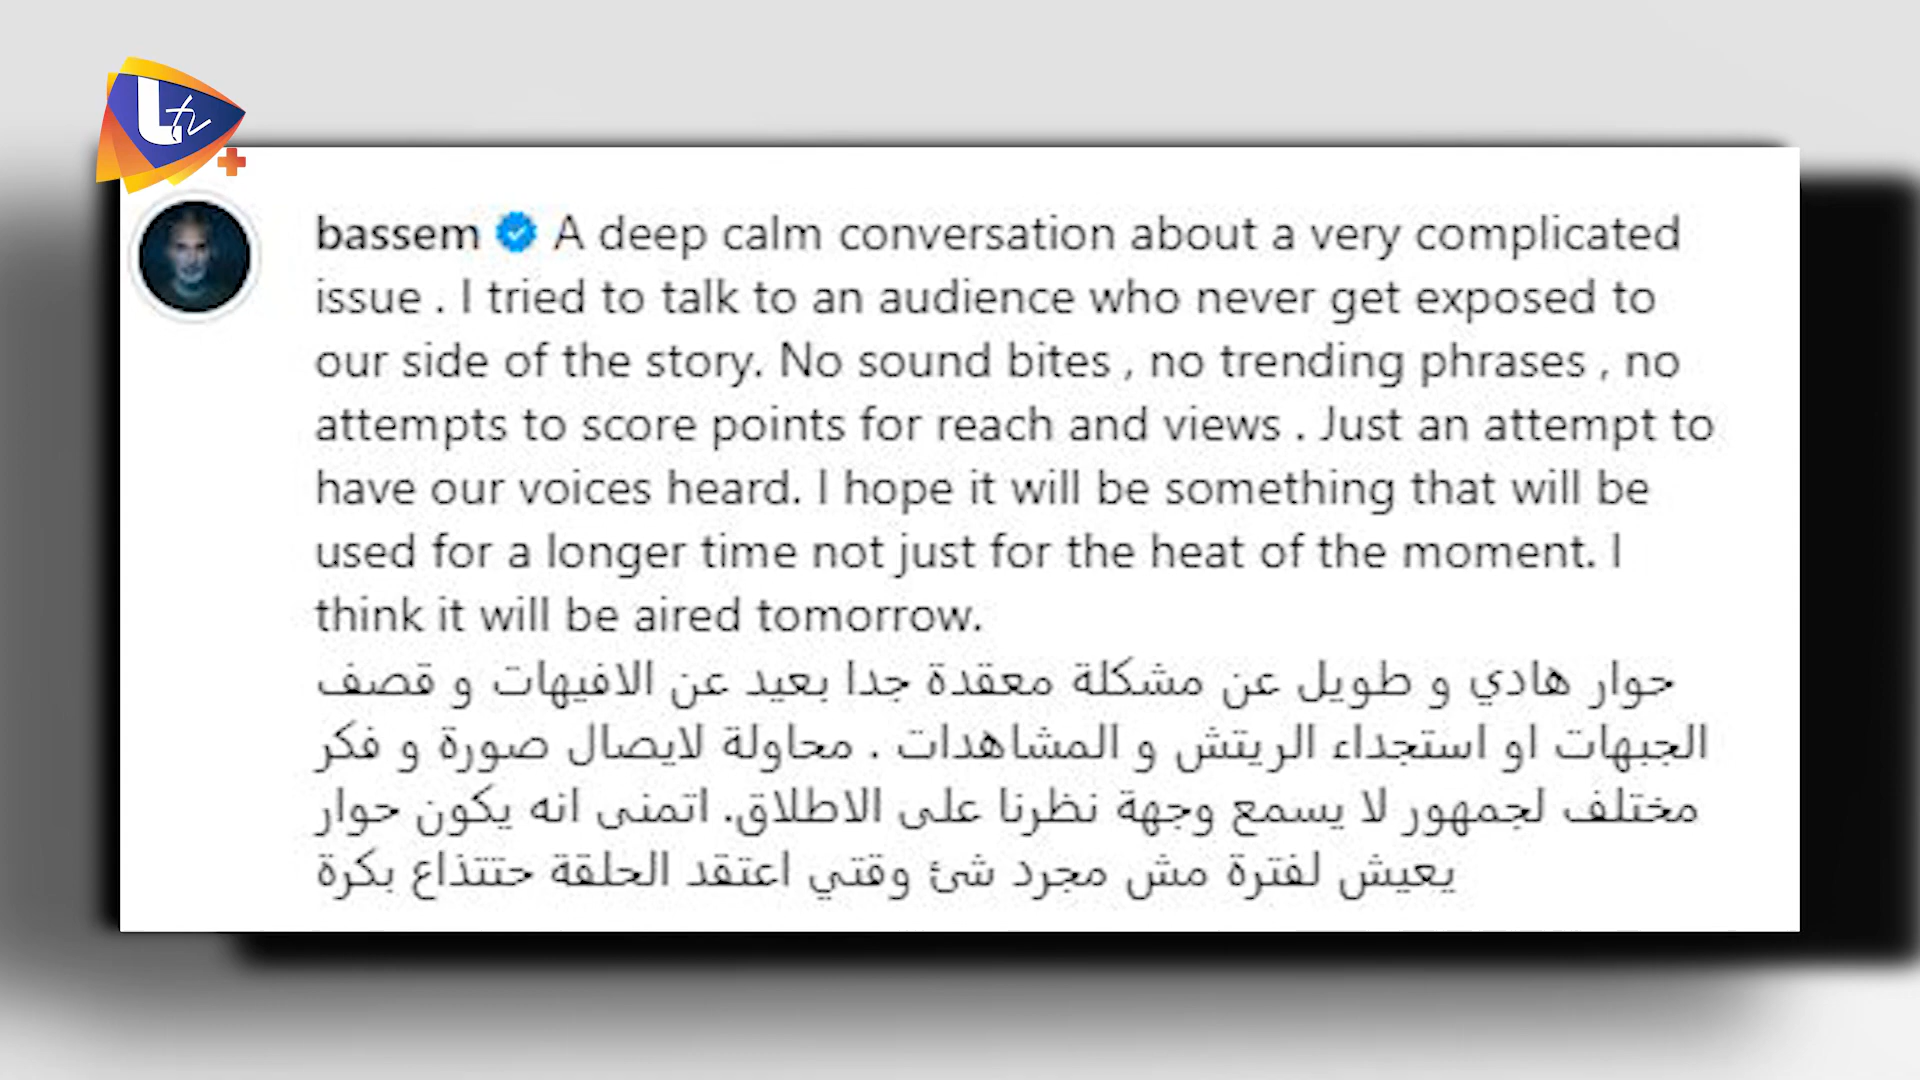 Ltv
bassem A deep calm conversation about a very complicated
issue . I tried to talk to an audience who never get exposed to
our side of the story. No sound bites , no trending phrases , no
attempts to score points for reach and views . Just an attempt to
have our voices heard. I hope it will be something that will be
used for a longer time not just for the heat of the moment. I
think it will be aired tomorrow.
حوار هادي و طويل عن مشكلة معقدة جدا بعيد عن الافيهات و قصف
الجبهات او استجداء الريتش و المشاهدات . محاولة لايصال صورة و فكر
مختلف لجمهور لا يسمع وجهة نظرنا على الاطلاق. اتمنى انه يكون حوار
يعيش لفترة مش مجرد شئ وقتي اعتقد الحلقة حتتذاع بكرة